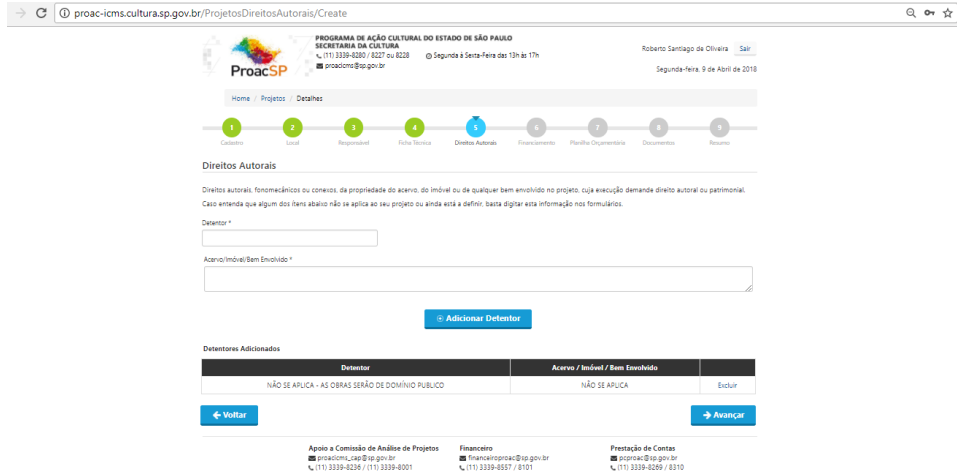 proac-icms.cultura.sp.gov.br/ProjetosDireitosAutorais/Create
ProacSP
PROGRAMA DE AÇÃO CULTURAL DO ESTADO DE SÃO PAULO
SECRETARIA DA CULTURA
(11) 3339-8280 / 8227 ou 8228 Segunda à Sexta-Feira das 13h às 17h
proacicms@sp.gov.br
Roberto Santiago de Oliveira Sair
Segunda-feira, 9 de Abril de 2018
Home / Projetos / Detalhes
1 2 3 4 5 6 7 8 9
Cadastro Local Responsável Ficha Técnica Direitos Autorais Financiamento Planilha Orçamentária Documentos Resumo
Direitos Autorais
Direitos autorais, fonomecânicos ou conexos, da propriedade do acervo, do imóvel ou de qualquer bem envolvido no projeto, cuja execução demande direito autoral ou patrimonial.
Caso entenda que algum dos ítens abaixo não se aplica ao seu projeto ou ainda está a definir, basta digitar esta informação nos formulários.
Detentor *
Acervo/Imóvel/Bem Envolvido *
Adicionar Detentor
Detentores Adicionados
Detentor Acervo / Imóvel / Bem Envolvido
NÃO SE APLICA - AS OBRAS SERÃO DE DOMÍNIO PUBLICO NÃO SE APLICA Excluir
Voltar Avançar
Apoio a Comissão de Análise de Projetos Financeiro Prestação de Contas
proacicms_cap@sp.gov.br financeiroproac@sp.gov.br pcproac@sp.gov.br
(11) 3339-8236 / (11) 3339-8001 (11) 3339-8557 / 8101 (11) 3339-8269 / 8310